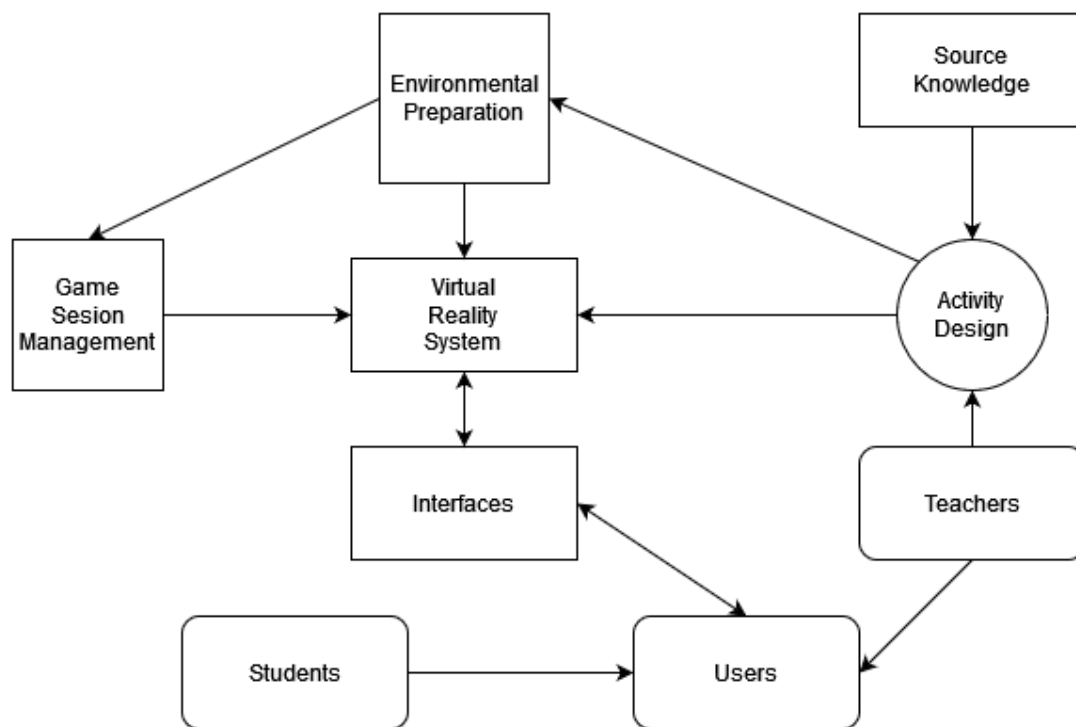 Environmental
Preparation
Source
Knowledge
Game
Sesion
Management
Virtual
Reality
System
Activity
Design
Interfaces
Teachers
Students
Users